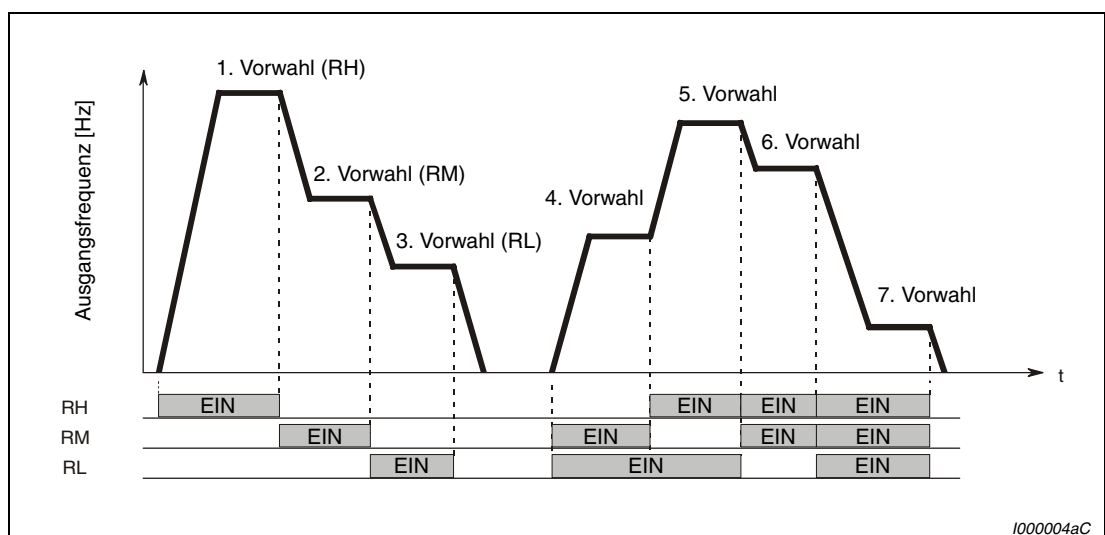 1. Vorwahl (RH)
5. Vorwahl
6. Vorwahl
2. Vorwahl (RM)
4. Vorwahl
3. Vorwahl (RL)
7. Vorwahl
Ausgangsfrequenz [Hz]
t
RH EIN EIN EIN EIN
RM EIN EIN EIN EIN
RL EIN EIN EIN
I000004aC